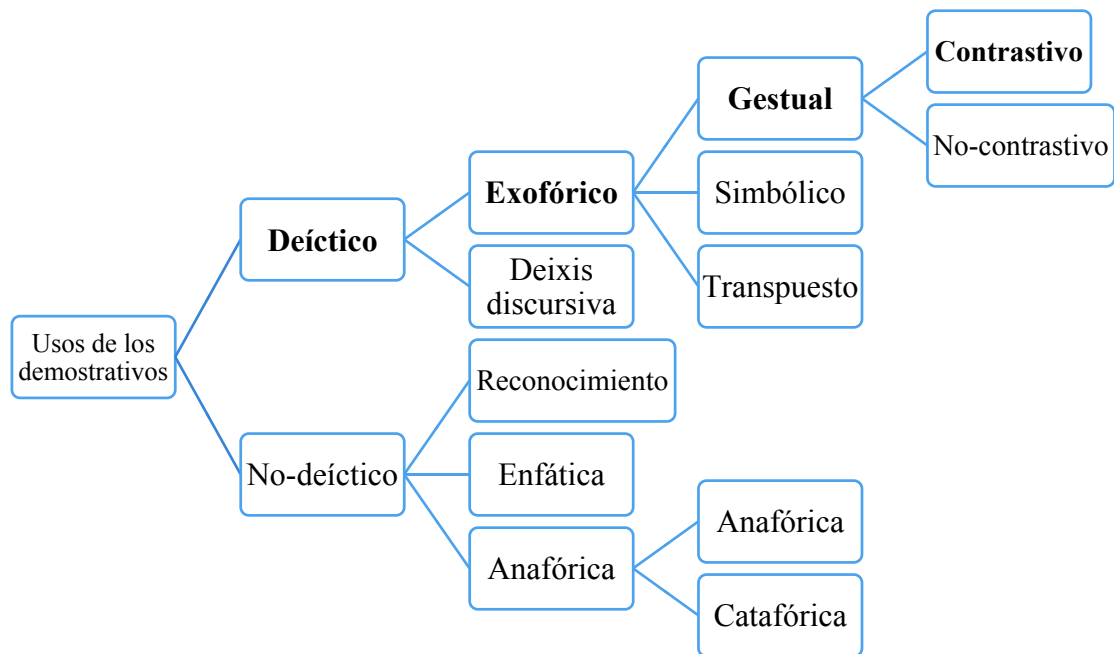 Usos de los
demostrativos
Deíctico
Exofórico
Gestual
Contrastivo
No-contrastivo
Simbólico
Transpuesto
Deixis
discursiva
No-deíctico
Reconocimiento
Enfática
Anafórica
Anafórica
Catafórica